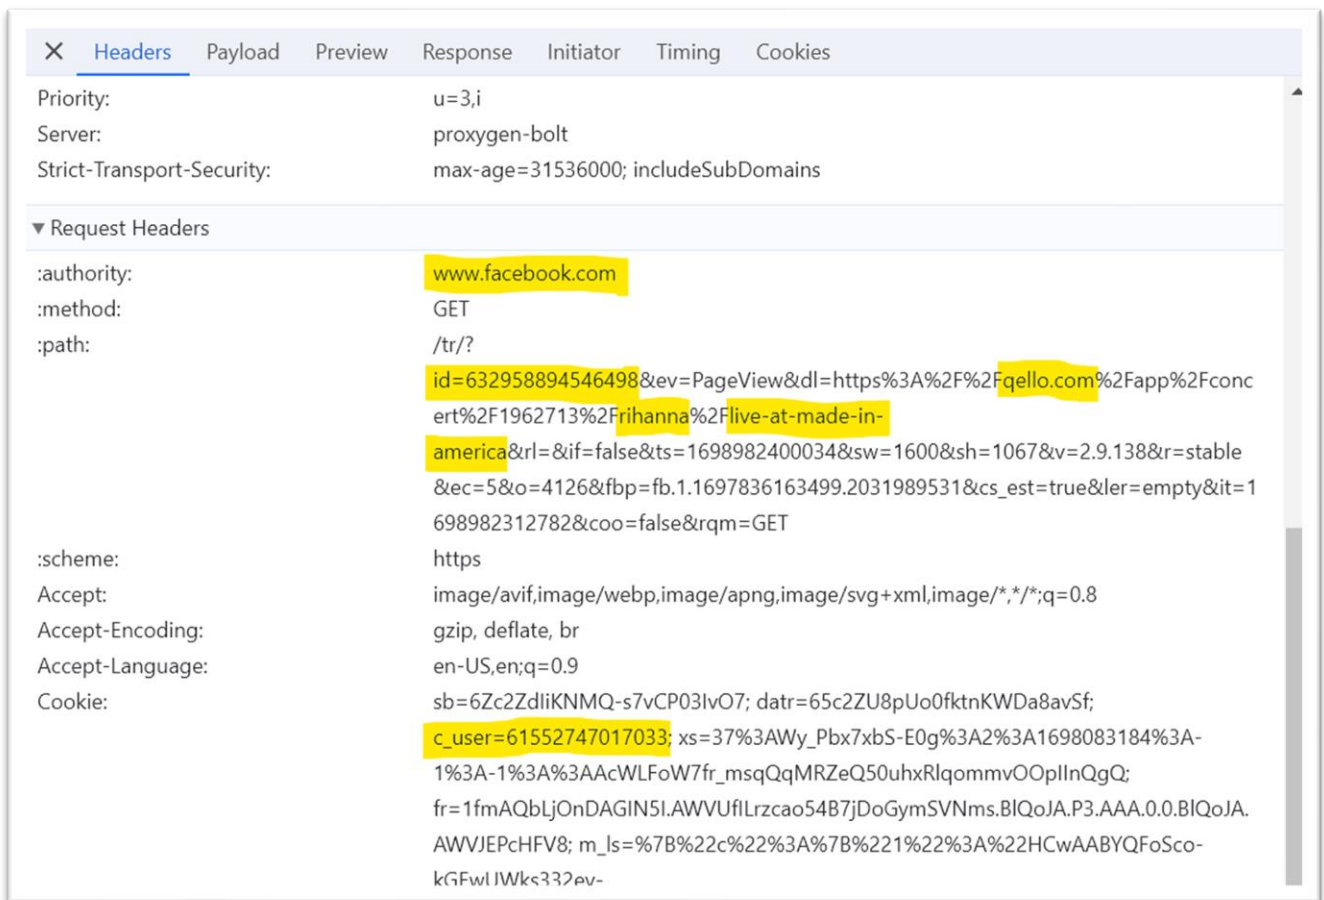 Headers Payload Preview Response Initiator Timing Cookies
Priority: u=3,i
Server: proxygen-bolt
Strict-Transport-Security: max-age=31536000; includeSubDomains
Request Headers
:authority: www.facebook.com
:method: GET
:path: /tr/?
id=632958894546498&ev=PageView&dl=https%3A%2F%2Fqello.com%2Fapp%2Fconc
ert%2F1962713%2Frihanna%2Flive-at-made-in-
america&rl=&if=false&ts=1698982400034&sw=1600&sh=1067&v=2.9.138&r=stable
&ec=5&o=4126&fbp=fb.1.1697836163499.2031989531&cs_est=true&ler=empty&it=1
698982312782&coo=false&rqm=GET
:scheme: https
Accept: image/avif,image/webp,image/apng,image/svg+xml,image/*,*/*;q=0.8
Accept-Encoding: gzip, deflate, br
Accept-Language: en-US,en;q=0.9
Cookie: sb=6Zc2ZdIiKNMQ-s7vCP03IvO7; datr=65c2ZU8pUo0fktnKWDa8avSf;
c_user=61552747017033; xs=37%3AWy_Pbx7xbS-E0g%3A2%3A1698083184%3A-
1%3A-1%3A%3AAcWLFoW7fr_msqQqMRZeQ50uhxRlqommvOOpIInQgQ;
fr=1fmAQbLjOnDAGIN5I.AWVUfILrzcao54B7jDoGymSVNms.BlQoJA.P3.AAA.0.0.BlQoJA.
AWVJEPcHFV8; m_ls=%7B%22c%22%3A%7B%221%22%3A%22HCwAABYQFoSco-